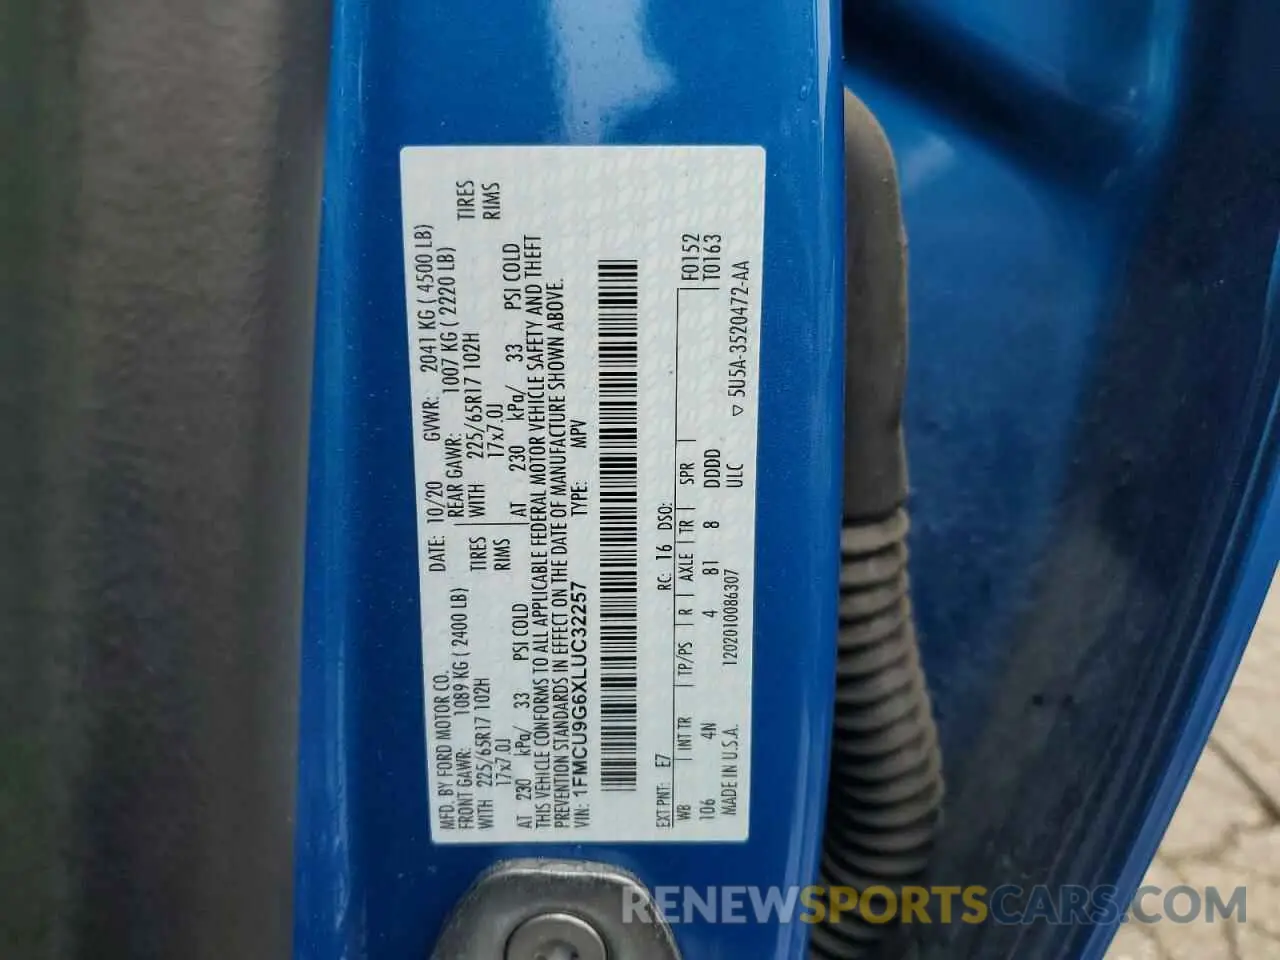 MFD. BY FORD MOTOR CO.
DATE: 10/20 GVWR: 2041 KG ( 4500 LB)
FRONT GAWR: 1089 KG ( 2400 LB) REAR GAWR: 1007 KG ( 2220 LB)
WITH 225/65R17 102H TIRES WITH 225/65R17 102H TIRES
17x7.0J RIMS 17x7.0J RIMS
AT 230 kPa/ 33 PSI COLD AT 230 kPa/ 33 PSI COLD
THIS VEHICLE CONFORMS TO ALL APPLICABLE FEDERAL MOTOR VEHICLE SAFETY AND THEFT
PREVENTION STANDARDS IN EFFECT ON THE DATE OF MANUFACTURE SHOWN ABOVE.
VIN: 1FMCU9G6XLUC32257 TYPE: MPV
EXT PNT: E7 RC: 16 DSO: F0152
WB INT TR TP/PS R AXLE TR SPR T0163
106 4N 4 81 8 DDDD
MADE IN U.S.A. 1202010086307 ULC ▽ 5U5A-3520472-AA
RENEWSPORTSCARS.COM